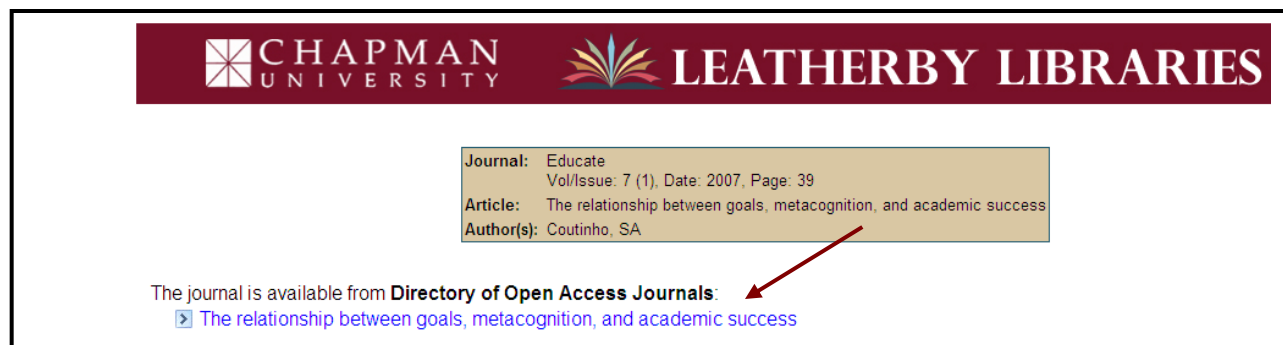 CHAPMAN
UNIVERSITY
LEATHERBY LIBRARIES
Journal: Educate
Vol/Issue: 7 (1), Date: 2007, Page: 39
Article: The relationship between goals, metacognition, and academic success
Author(s): Coutinho, SA
The journal is available from Directory of Open Access Journals:
The relationship between goals, metacognition, and academic success